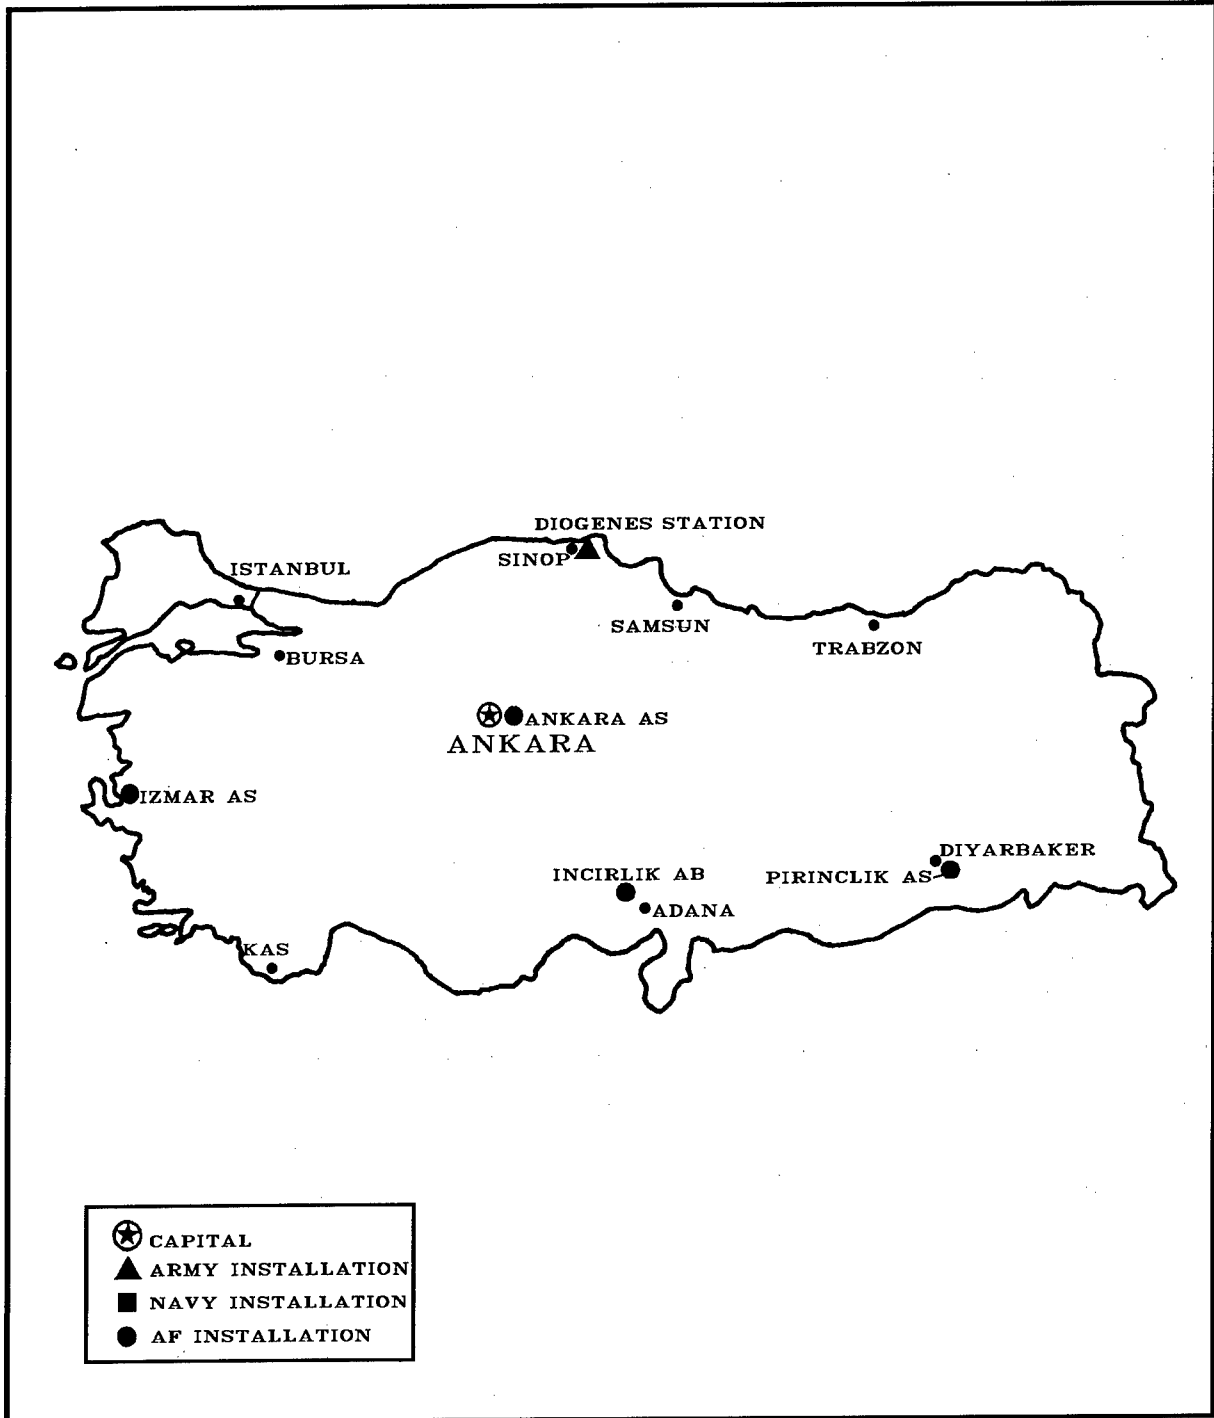 DIOGENES STATION
SINOP
ISTANBUL
SAMSUN
TRABZON
BURSA
ANKARA AS
ANKARA
IZMAR AS
DIYARBAKER
INCIRLIK AB
PIRINCLIK AS
ADANA
KAS
CAPITAL
ARMY INSTALLATION
NAVY INSTALLATION
AF INSTALLATION